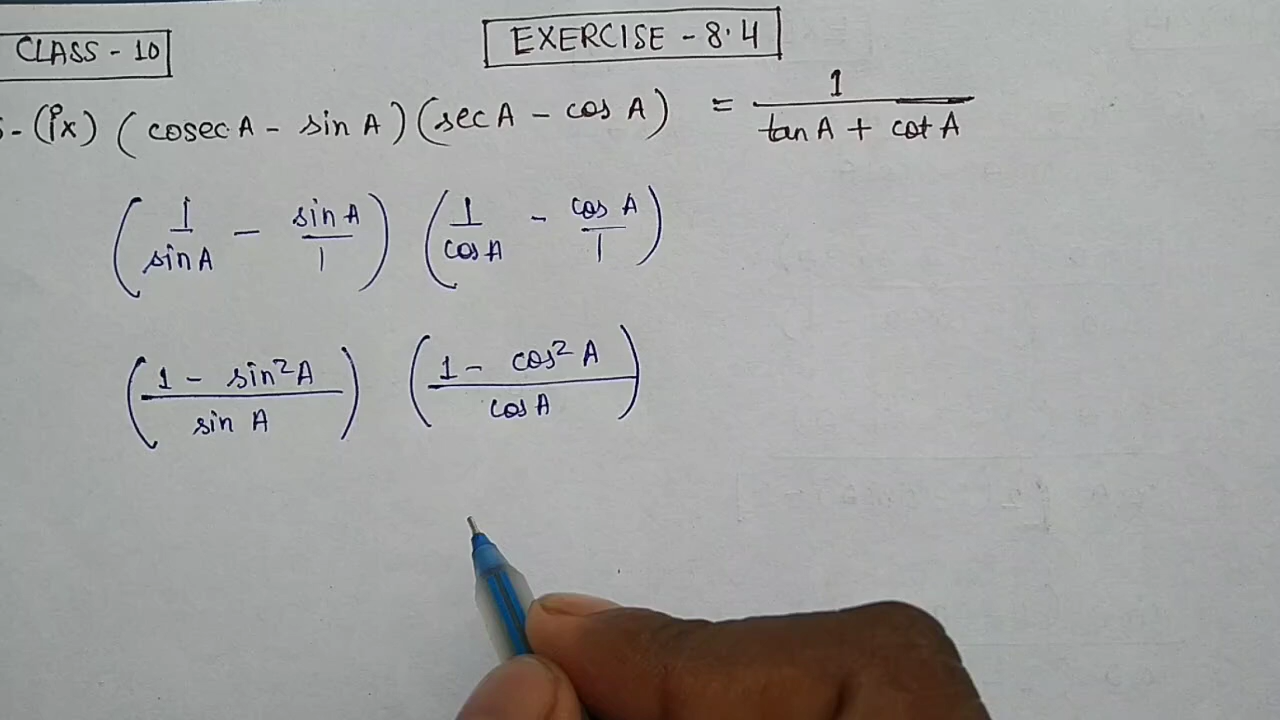 CLASS - 10
EXERCISE - 8.4
- (ix) (cosec A - sin A) (sec A - cos A) = 1/(tan A + cot A)
(1/sin A - sin A/1) (1/cos A - cos A/1)
((1 - sin²A)/sin A) ((1 - cos²A)/cos A)